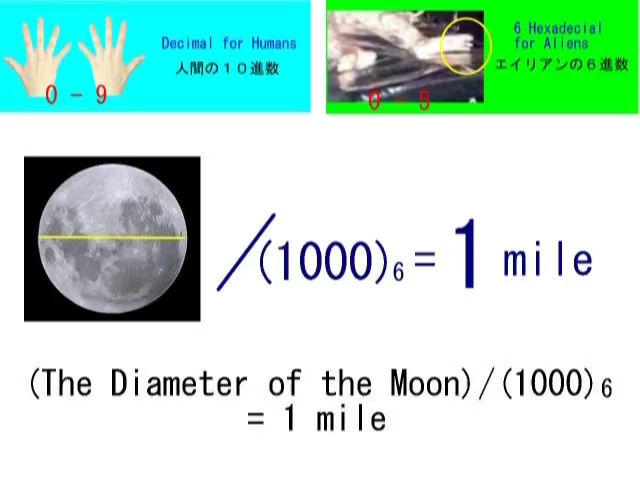 Decimal for Humans
人間の１０進数
0 - 9
6 Hexadecial
for Aliens
エイリアンの６進数
0 - 5
/(1000)6 = 1 mile
(The Diameter of the Moon)/(1000)6
= 1 mile